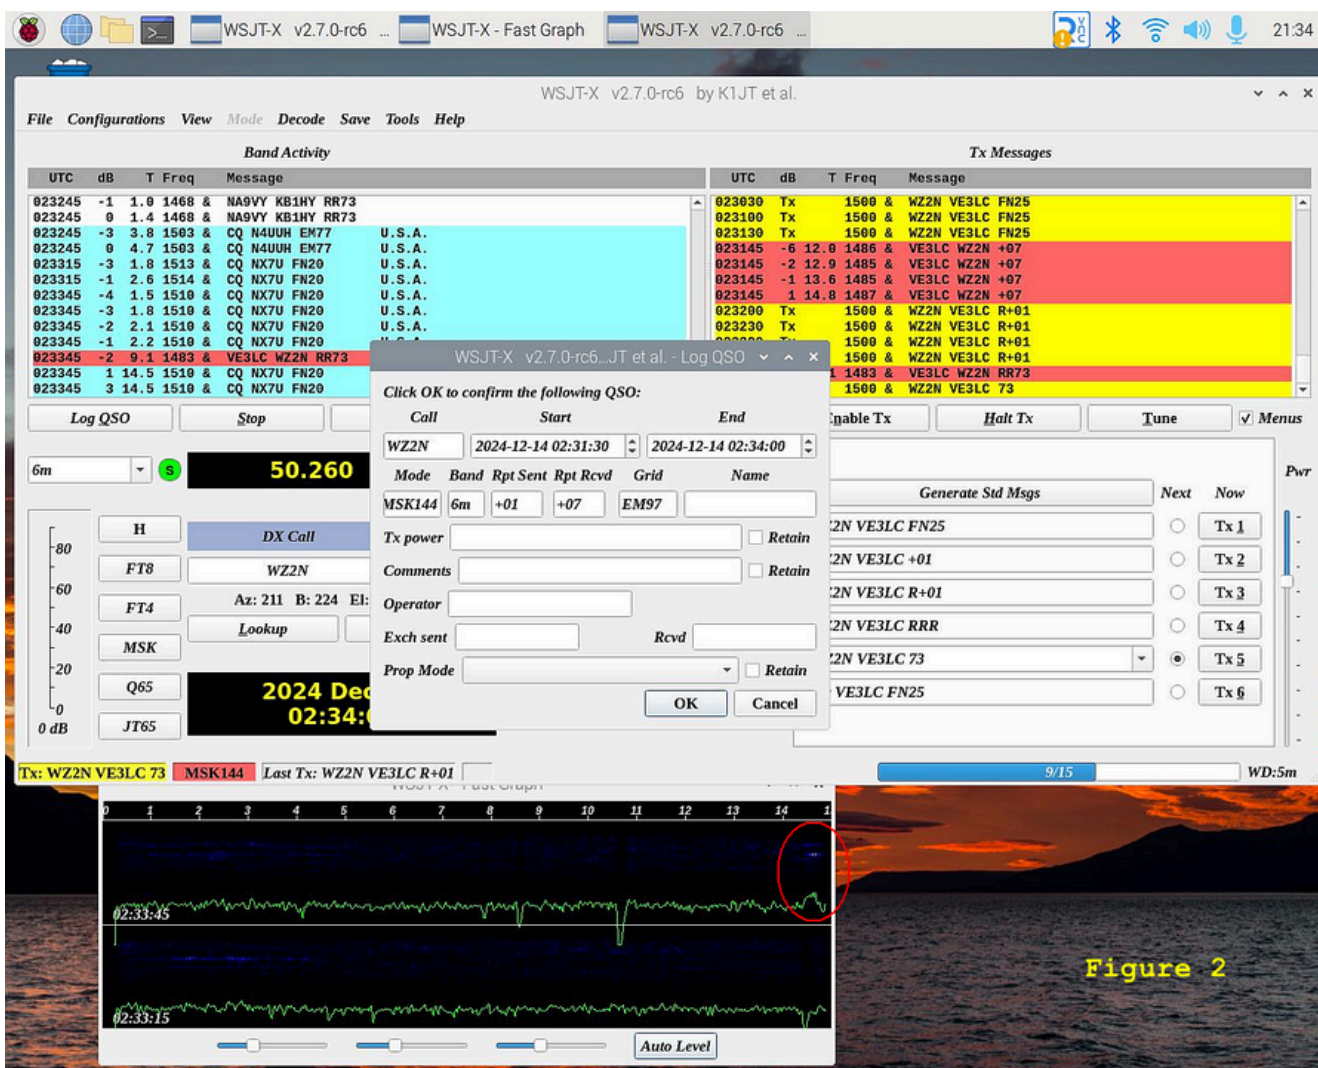 WSJT-X v2.7.0-rc6 ... WSJT-X - Fast Graph WSJT-X v2.7.0-rc6 ... 21:34
WSJT-X v2.7.0-rc6 by K1JT et al.
File Configurations View Mode Decode Save Tools Help
Band Activity
UTC dB T Freq Message
023245 -1 1.0 1468 & NA9VY KB1HY RR73
023245 0 1.4 1468 & NA9VY KB1HY RR73
023245 -3 3.8 1503 & CQ N4UUH EM77 U.S.A.
023245 0 4.7 1503 & CQ N4UUH EM77 U.S.A.
023315 -3 1.8 1513 & CQ NX7U FN20 U.S.A.
023315 -1 2.6 1514 & CQ NX7U FN20 U.S.A.
023345 -4 1.5 1510 & CQ NX7U FN20 U.S.A.
023345 -3 1.8 1510 & CQ NX7U FN20 U.S.A.
023345 -2 2.1 1510 & CQ NX7U FN20 U.S.A.
023345 -1 2.2 1510 & CQ NX7U FN20
023345 -2 9.1 1483 & VE3LC WZ2N RR73
023345 1 14.5 1510 & CQ NX7U FN20
023345 3 14.5 1510 & CQ NX7U FN20
Tx Messages
UTC dB T Freq Message
023030 Tx 1500 & WZ2N VE3LC FN25
023100 Tx 1500 & WZ2N VE3LC FN25
023130 Tx 1500 & WZ2N VE3LC FN25
023145 -6 12.0 1486 & VE3LC WZ2N +07
023145 -2 12.9 1485 & VE3LC WZ2N +07
023145 -1 13.6 1485 & VE3LC WZ2N +07
023145 1 14.8 1487 & VE3LC WZ2N +07
023200 Tx 1500 & WZ2N VE3LC R+01
023230 Tx 1500 & WZ2N VE3LC R+01
1500 & WZ2N VE3LC R+01
1500 & WZ2N VE3LC R+01
1 1483 & VE3LC WZ2N RR73
1500 & WZ2N VE3LC 73
Log QSO Stop nable Tx Halt Tx Tune Menus
6m S 50.260
-80
-60
-40
-20
0
0 dB
H
FT8
FT4
MSK
Q65
JT65
DX Call
WZ2N
Az: 211 B: 224 El:
Lookup
2024 Dec
02:34:
WSJT-X v2.7.0-rc6...JT et al. - Log QSO
Click OK to confirm the following QSO:
Call Start End
WZ2N 2024-12-14 02:31:30 2024-12-14 02:34:00
Mode Band Rpt Sent Rpt Rcvd Grid Name
MSK144 6m +01 +07 EM97
Tx power Retain
Comments Retain
Operator
Exch sent Rcvd
Prop Mode Retain
OK Cancel
Pwr
Generate Std Msgs Next Now
2N VE3LC FN25 Tx 1
2N VE3LC +01 Tx 2
2N VE3LC R+01 Tx 3
2N VE3LC RRR Tx 4
2N VE3LC 73 Tx 5
VE3LC FN25 Tx 6
Tx: WZ2N VE3LC 73 MSK144 Last Tx: WZ2N VE3LC R+01 9/15 WD:5m
WSJT-X - Fast Graph
0 1 2 3 4 5 6 7 8 9 10 11 12 13 14 1
02:33:45
02:33:15
Auto Level
Figure 2